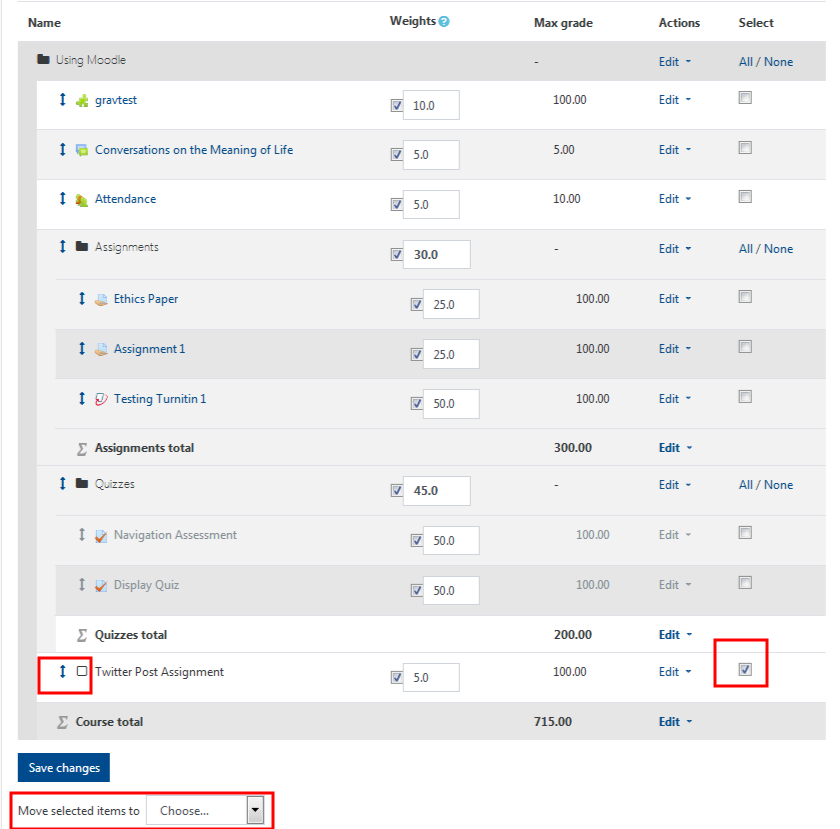 Name Weights Max grade Actions Select
Using Moodle - Edit All / None
gravtest 10.0 100.00 Edit
Conversations on the Meaning of Life 5.0 5.00 Edit
Attendance 5.0 10.00 Edit
Assignments 30.0 - Edit All / None
Ethics Paper 25.0 100.00 Edit
Assignment 1 25.0 100.00 Edit
Testing Turnitin 1 50.0 100.00 Edit
Σ Assignments total 300.00 Edit
Quizzes 45.0 - Edit All / None
Navigation Assessment 50.0 100.00 Edit
Display Quiz 50.0 100.00 Edit
Σ Quizzes total 200.00 Edit
Twitter Post Assignment 5.0 100.00 Edit
Σ Course total 715.00 Edit
Save changes
Move selected items to Choose...